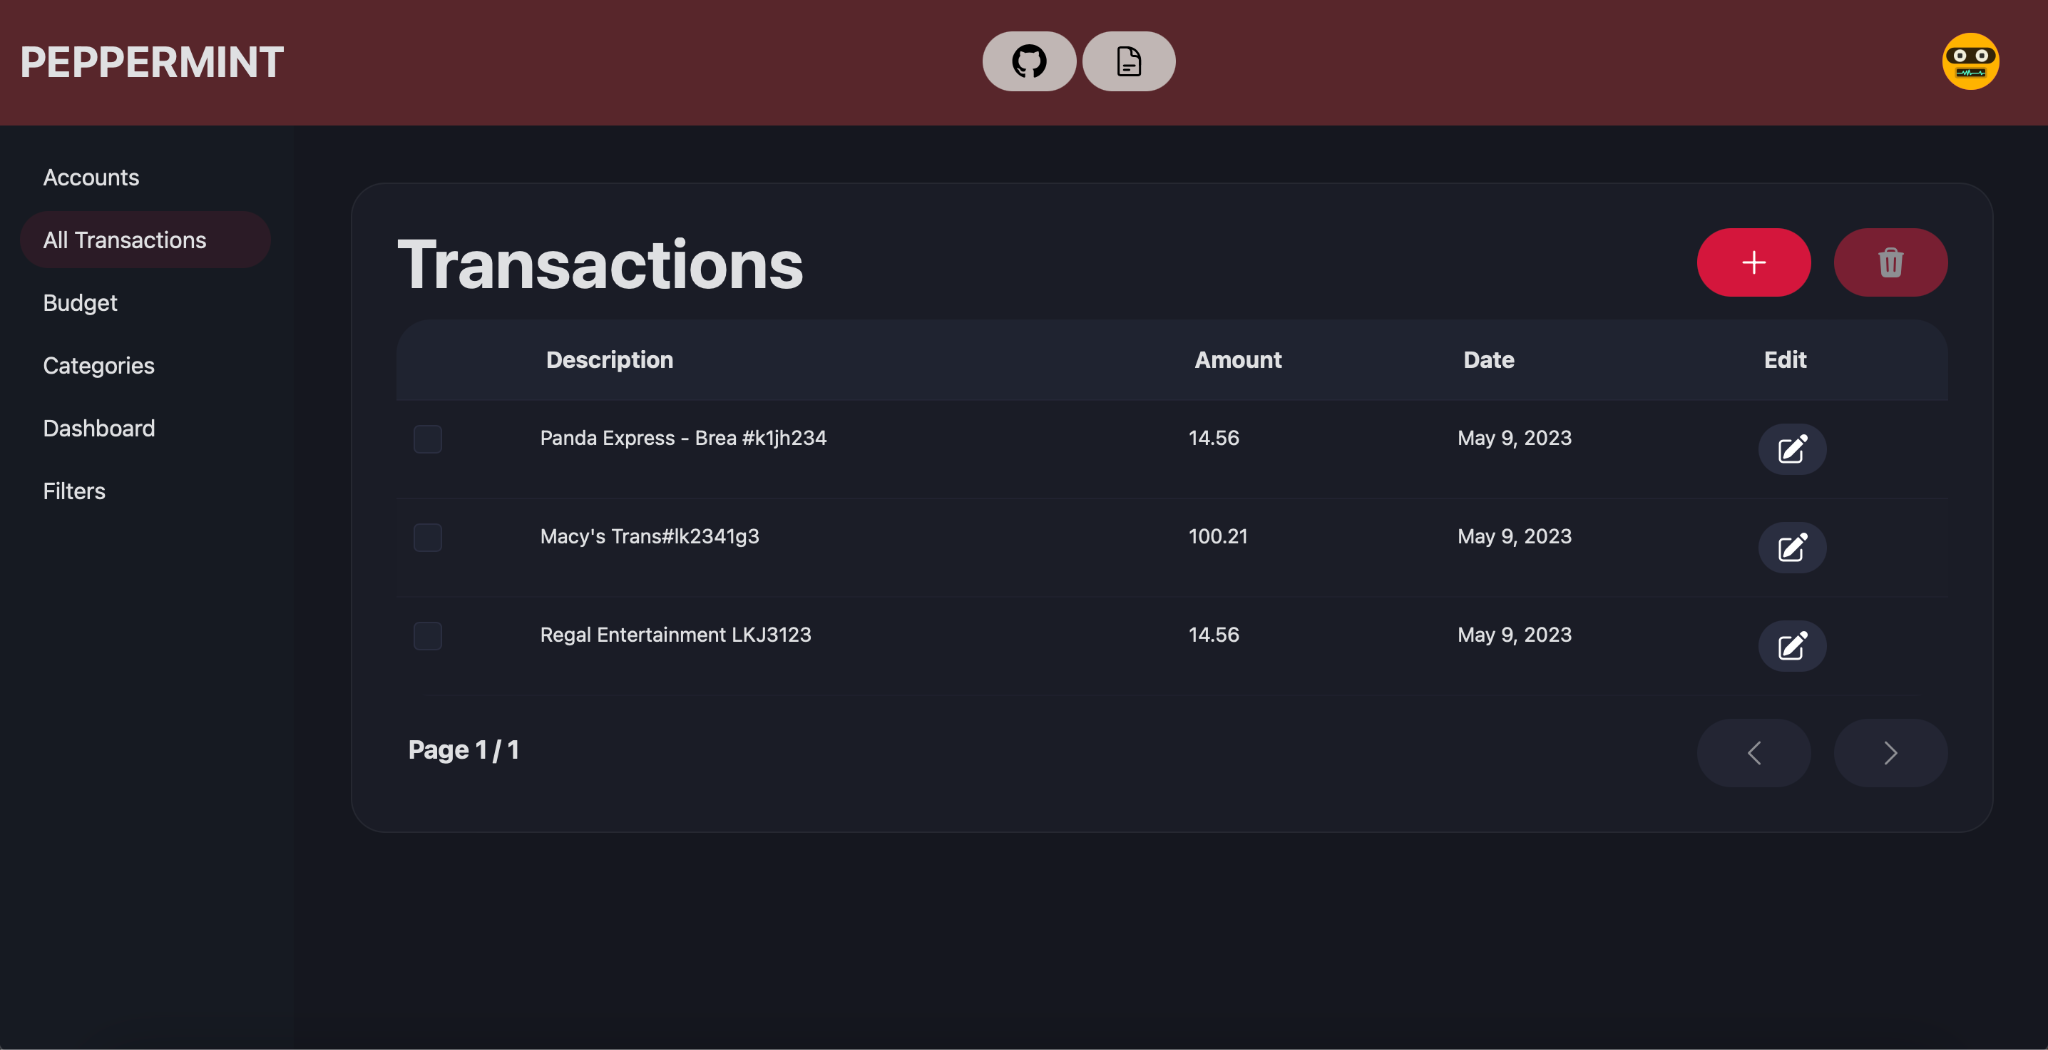 PEPPERMINT
Accounts
All Transactions
Budget
Categories
Dashboard
Filters
Transactions
Description Amount Date Edit
Panda Express - Brea #k1jh234 14.56 May 9, 2023
Macy's Trans#lk2341g3 100.21 May 9, 2023
Regal Entertainment LKJ3123 14.56 May 9, 2023
Page 1 / 1